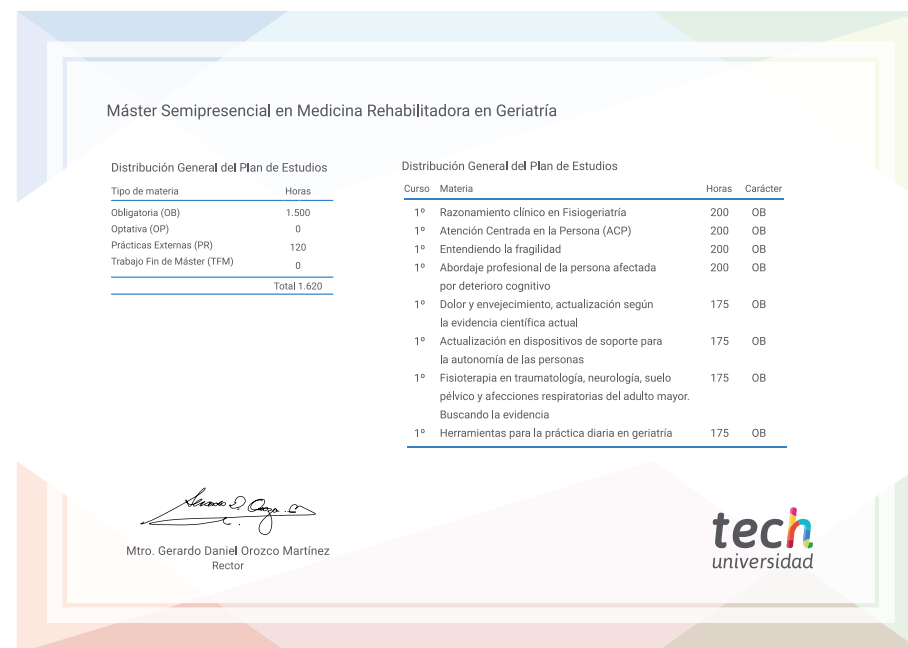 Máster Semipresencial en Medicina Rehabilitadora en Geriatría
Distribución General del Plan de Estudios
Tipo de materia Horas
Obligatoria (OB) 1.500
Optativa (OP) 0
Prácticas Externas (PR) 120
Trabajo Fin de Máster (TFM) 0
Total 1.620
Distribución General del Plan de Estudios
Curso Materia Horas Carácter
1º Razonamiento clínico en Fisiogeriatría 200 OB
1º Atención Centrada en la Persona (ACP) 200 OB
1º Entendiendo la fragilidad 200 OB
1º Abordaje profesional de la persona afectada 200 OB
por deterioro cognitivo
1º Dolor y envejecimiento, actualización según 175 OB
la evidencia científica actual
1º Actualización en dispositivos de soporte para 175 OB
la autonomía de las personas
1º Fisioterapia en traumatología, neurología, suelo 175 OB
pélvico y afecciones respiratorias del adulto mayor.
Buscando la evidencia
1º Herramientas para la práctica diaria en geriatría 175 OB
Mtro. Gerardo Daniel Orozco Martínez
Rector
tech
universidad